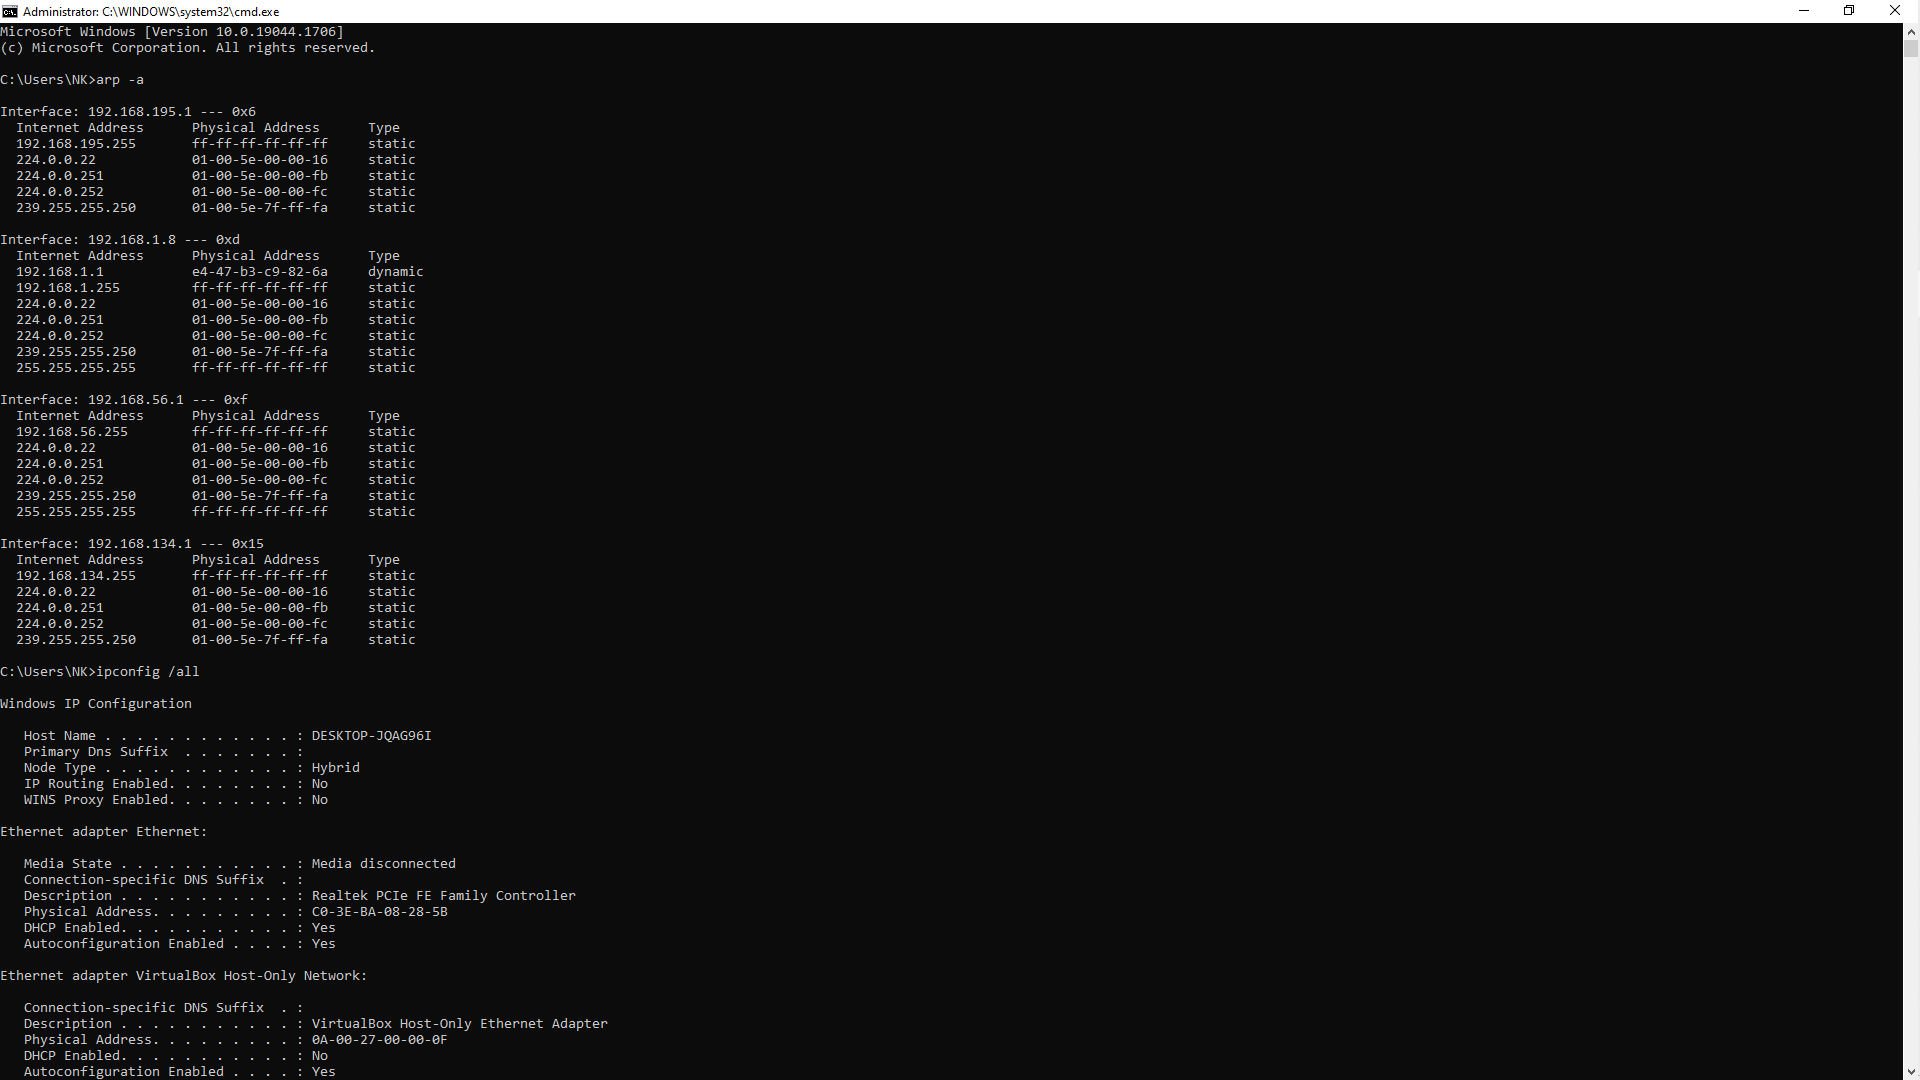 Administrator: C:\WINDOWS\system32\cmd.exe
Microsoft Windows [Version 10.0.19044.1706]
(c) Microsoft Corporation. All rights reserved.
C:\Users\NK>arp -a
Interface: 192.168.195.1 --- 0x6
  Internet Address      Physical Address      Type
  192.168.195.255       ff-ff-ff-ff-ff-ff     static
  224.0.0.22            01-00-5e-00-00-16     static
  224.0.0.251           01-00-5e-00-00-fb     static
  224.0.0.252           01-00-5e-00-00-fc     static
  239.255.255.250       01-00-5e-7f-ff-fa     static
Interface: 192.168.1.8 --- 0xd
  Internet Address      Physical Address      Type
  192.168.1.1           e4-47-b3-c9-82-6a     dynamic
  192.168.1.255         ff-ff-ff-ff-ff-ff     static
  224.0.0.22            01-00-5e-00-00-16     static
  224.0.0.251           01-00-5e-00-00-fb     static
  224.0.0.252           01-00-5e-00-00-fc     static
  239.255.255.250       01-00-5e-7f-ff-fa     static
  255.255.255.255       ff-ff-ff-ff-ff-ff     static
Interface: 192.168.56.1 --- 0xf
  Internet Address      Physical Address      Type
  192.168.56.255        ff-ff-ff-ff-ff-ff     static
  224.0.0.22            01-00-5e-00-00-16     static
  224.0.0.251           01-00-5e-00-00-fb     static
  224.0.0.252           01-00-5e-00-00-fc     static
  239.255.255.250       01-00-5e-7f-ff-fa     static
  255.255.255.255       ff-ff-ff-ff-ff-ff     static
Interface: 192.168.134.1 --- 0x15
  Internet Address      Physical Address      Type
  192.168.134.255       ff-ff-ff-ff-ff-ff     static
  224.0.0.22            01-00-5e-00-00-16     static
  224.0.0.251           01-00-5e-00-00-fb     static
  224.0.0.252           01-00-5e-00-00-fc     static
  239.255.255.250       01-00-5e-7f-ff-fa     static
C:\Users\NK>ipconfig /all
Windows IP Configuration
   Host Name . . . . . . . . . . . . : DESKTOP-JQAG96I
   Primary Dns Suffix  . . . . . . . :
   Node Type . . . . . . . . . . . . : Hybrid
   IP Routing Enabled. . . . . . . . : No
   WINS Proxy Enabled. . . . . . . . : No
Ethernet adapter Ethernet:
   Media State . . . . . . . . . . . : Media disconnected
   Connection-specific DNS Suffix  . :
   Description . . . . . . . . . . . : Realtek PCIe FE Family Controller
   Physical Address. . . . . . . . . : C0-3E-BA-08-28-5B
   DHCP Enabled. . . . . . . . . . . : Yes
   Autoconfiguration Enabled . . . . : Yes
Ethernet adapter VirtualBox Host-Only Network:
   Connection-specific DNS Suffix  . :
   Description . . . . . . . . . . . : VirtualBox Host-Only Ethernet Adapter
   Physical Address. . . . . . . . . : 0A-00-27-00-00-0F
   DHCP Enabled. . . . . . . . . . . : No
   Autoconfiguration Enabled . . . . : Yes